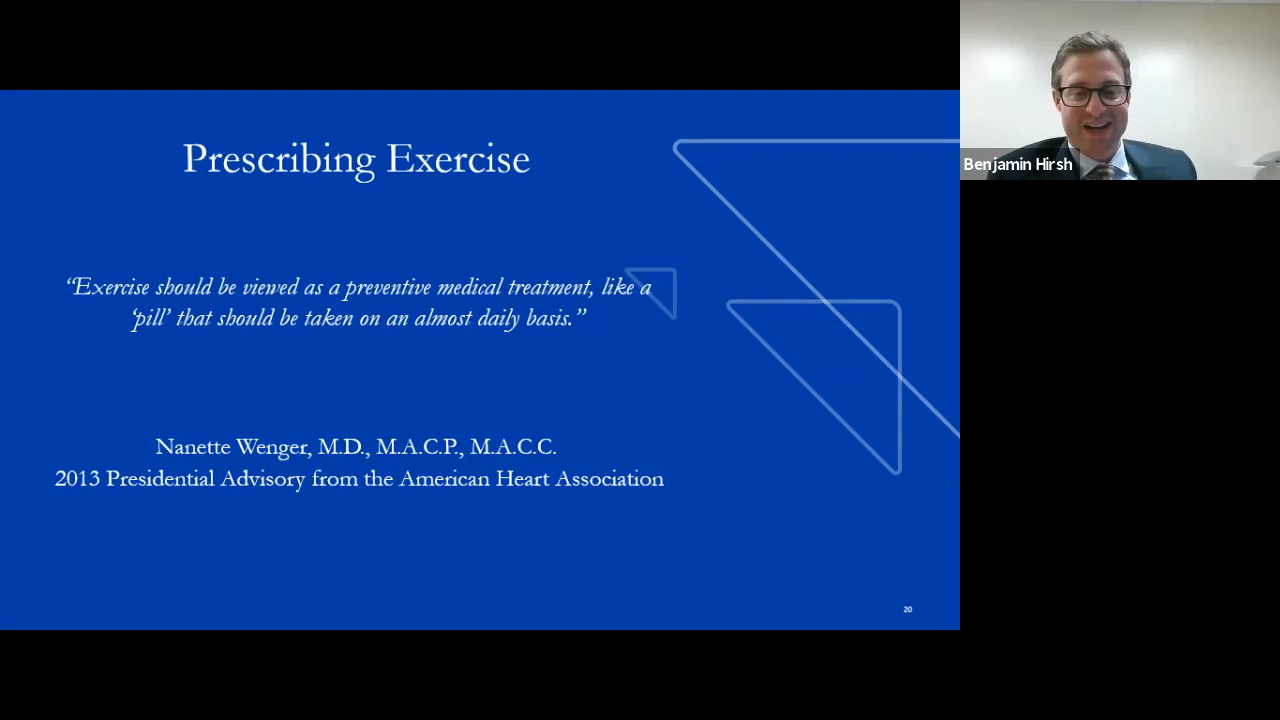 Prescribing Exercise
“Exercise should be viewed as a preventive medical treatment, like a
‘pill’ that should be taken on an almost daily basis.”
Nanette Wenger, M.D., M.A.C.P., M.A.C.C.
2013 Presidential Advisory from the American Heart Association
20
Benjamin Hirsh